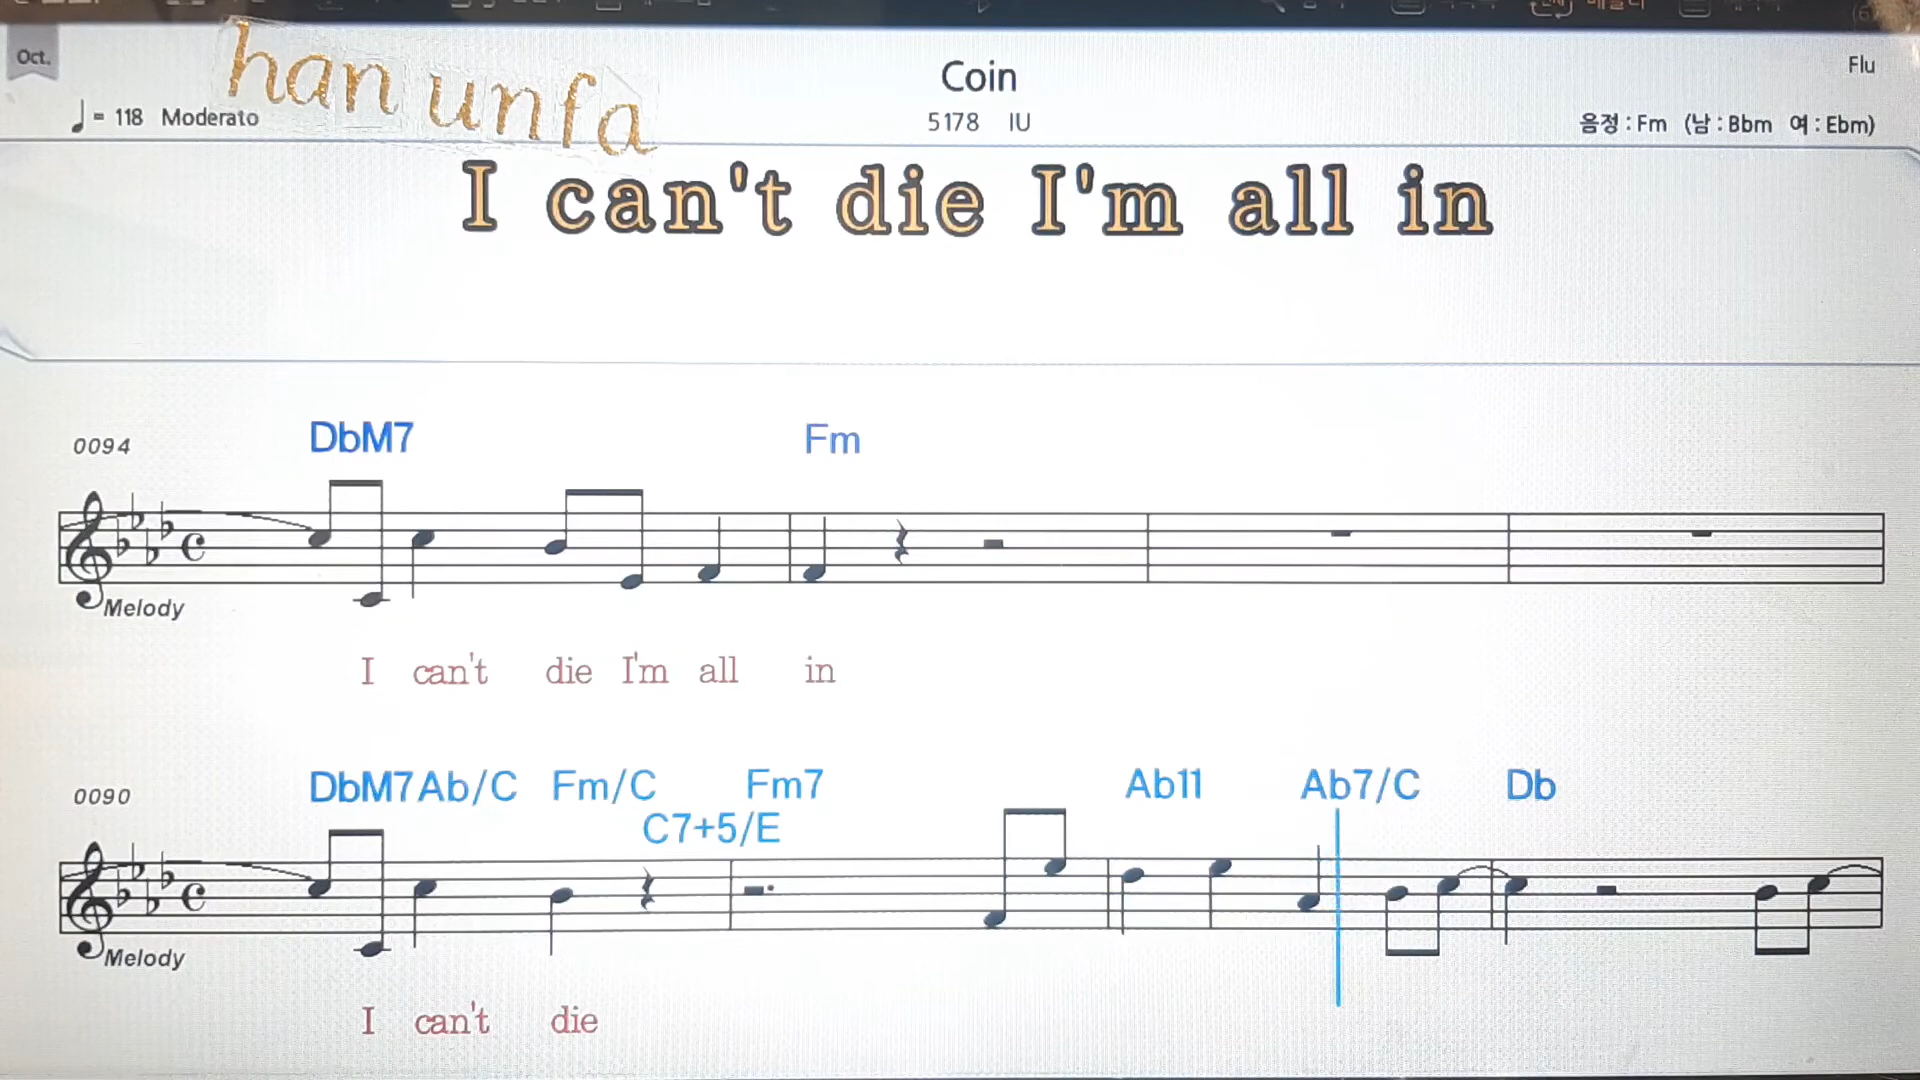 Oct.
han unfa
Coin
Flu
= 118 Moderato
5178 IU
음정 : Fm (남 : Bbm 여 : Ebm)
I can't die I'm all in
0094
DbM7 Fm
Melody
I can't die I'm all in
0090
DbM7 Ab/C Fm/C Fm7 Ab11 Ab7/C Db
C7+5/E
Melody
I can't die